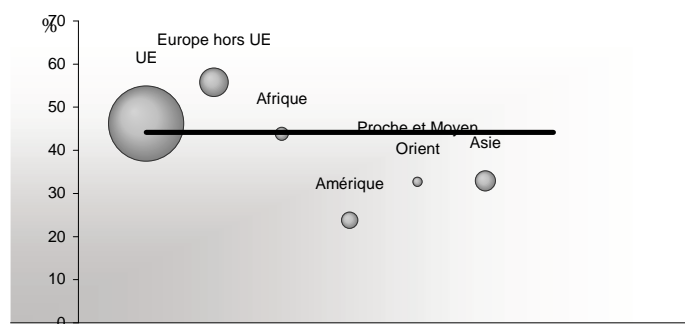 %
70
60
50
40
30
20
10
0
Europe hors UE
UE
Afrique
Proche et Moyen
Orient
Asie
Amérique